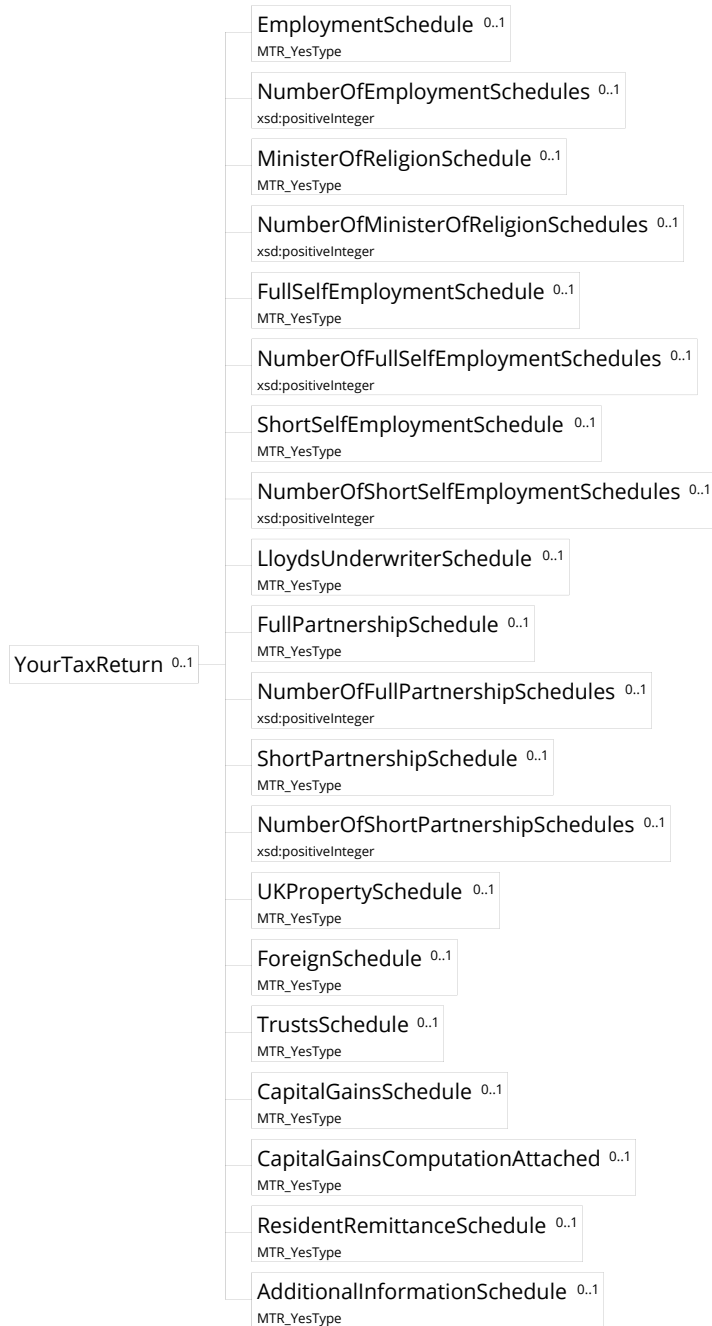 EmploymentSchedule 0..1
MTR_YesType
NumberOfEmploymentSchedules 0..1
xsd:positiveInteger
MinisterOfReligionSchedule 0..1
MTR_YesType
NumberOfMinisterOfReligionSchedules 0..1
xsd:positiveInteger
FullSelfEmploymentSchedule 0..1
MTR_YesType
NumberOfFullSelfEmploymentSchedules 0..1
xsd:positiveInteger
ShortSelfEmploymentSchedule 0..1
MTR_YesType
NumberOfShortSelfEmploymentSchedules 0..1
xsd:positiveInteger
LloydsUnderwriterSchedule 0..1
MTR_YesType
FullPartnershipSchedule 0..1
MTR_YesType
YourTaxReturn 0..1
NumberOfFullPartnershipSchedules 0..1
xsd:positiveInteger
ShortPartnershipSchedule 0..1
MTR_YesType
NumberOfShortPartnershipSchedules 0..1
xsd:positiveInteger
UKPropertySchedule 0..1
MTR_YesType
ForeignSchedule 0..1
MTR_YesType
TrustsSchedule 0..1
MTR_YesType
CapitalGainsSchedule 0..1
MTR_YesType
CapitalGainsComputationAttached 0..1
MTR_YesType
ResidentRemittanceSchedule 0..1
MTR_YesType
AdditionalInformationSchedule 0..1
MTR_YesType